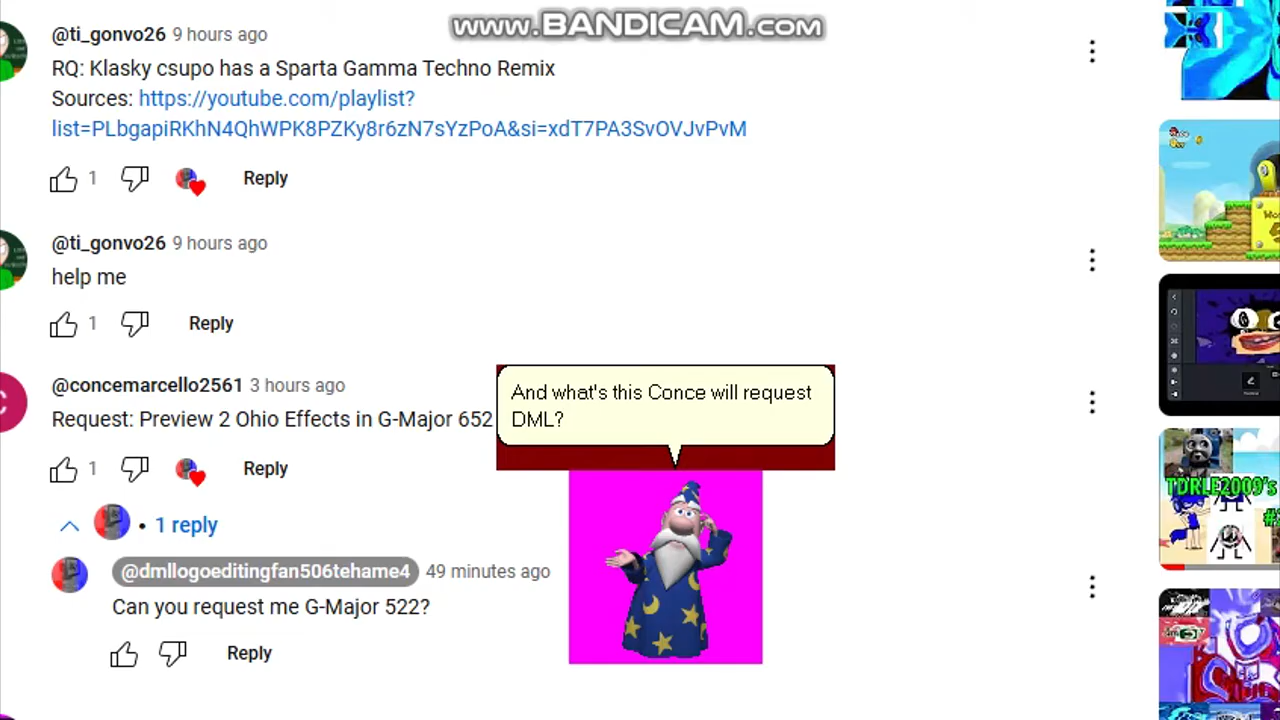 www.BANDICAM.com
@ti_gonvo26 9 hours ago
RQ: Klasky csupo has a Sparta Gamma Techno Remix
Sources: https://youtube.com/playlist?
list=PLbgapiRKhN4QhWPK8PZKy8r6zN7sYzPoA&si=xdT7PA3SvOVJvPvM
1 Reply
@ti_gonvo26 9 hours ago
help me
1 Reply
@concemarcello2561 3 hours ago
Request: Preview 2 Ohio Effects in G-Major 652
And what's this Conce will request
DML?
1 Reply
• 1 reply
@dmllogoeditingfan506tehame4 49 minutes ago
Can you request me G-Major 522?
Reply
TDRLE2009's